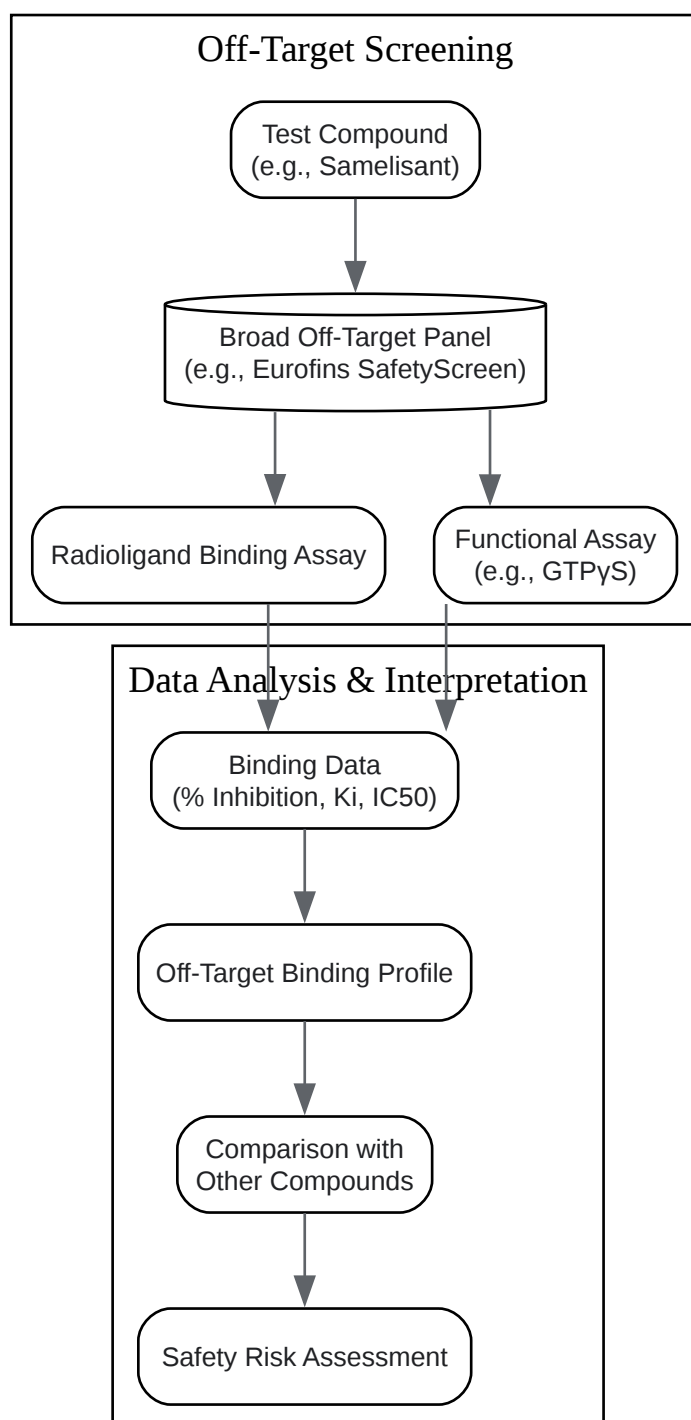 Off-Target Screening
Test Compound
(e.g., Samelisant)
Broad Off-Target Panel
(e.g., Eurofins SafetyScreen)
Radioligand Binding Assay
Functional Assay
(e.g., GTPγS)
Data Analysis & Interpretation
Binding Data
(% Inhibition, Ki, IC50)
Off-Target Binding Profile
Comparison with
Other Compounds
Safety Risk Assessment